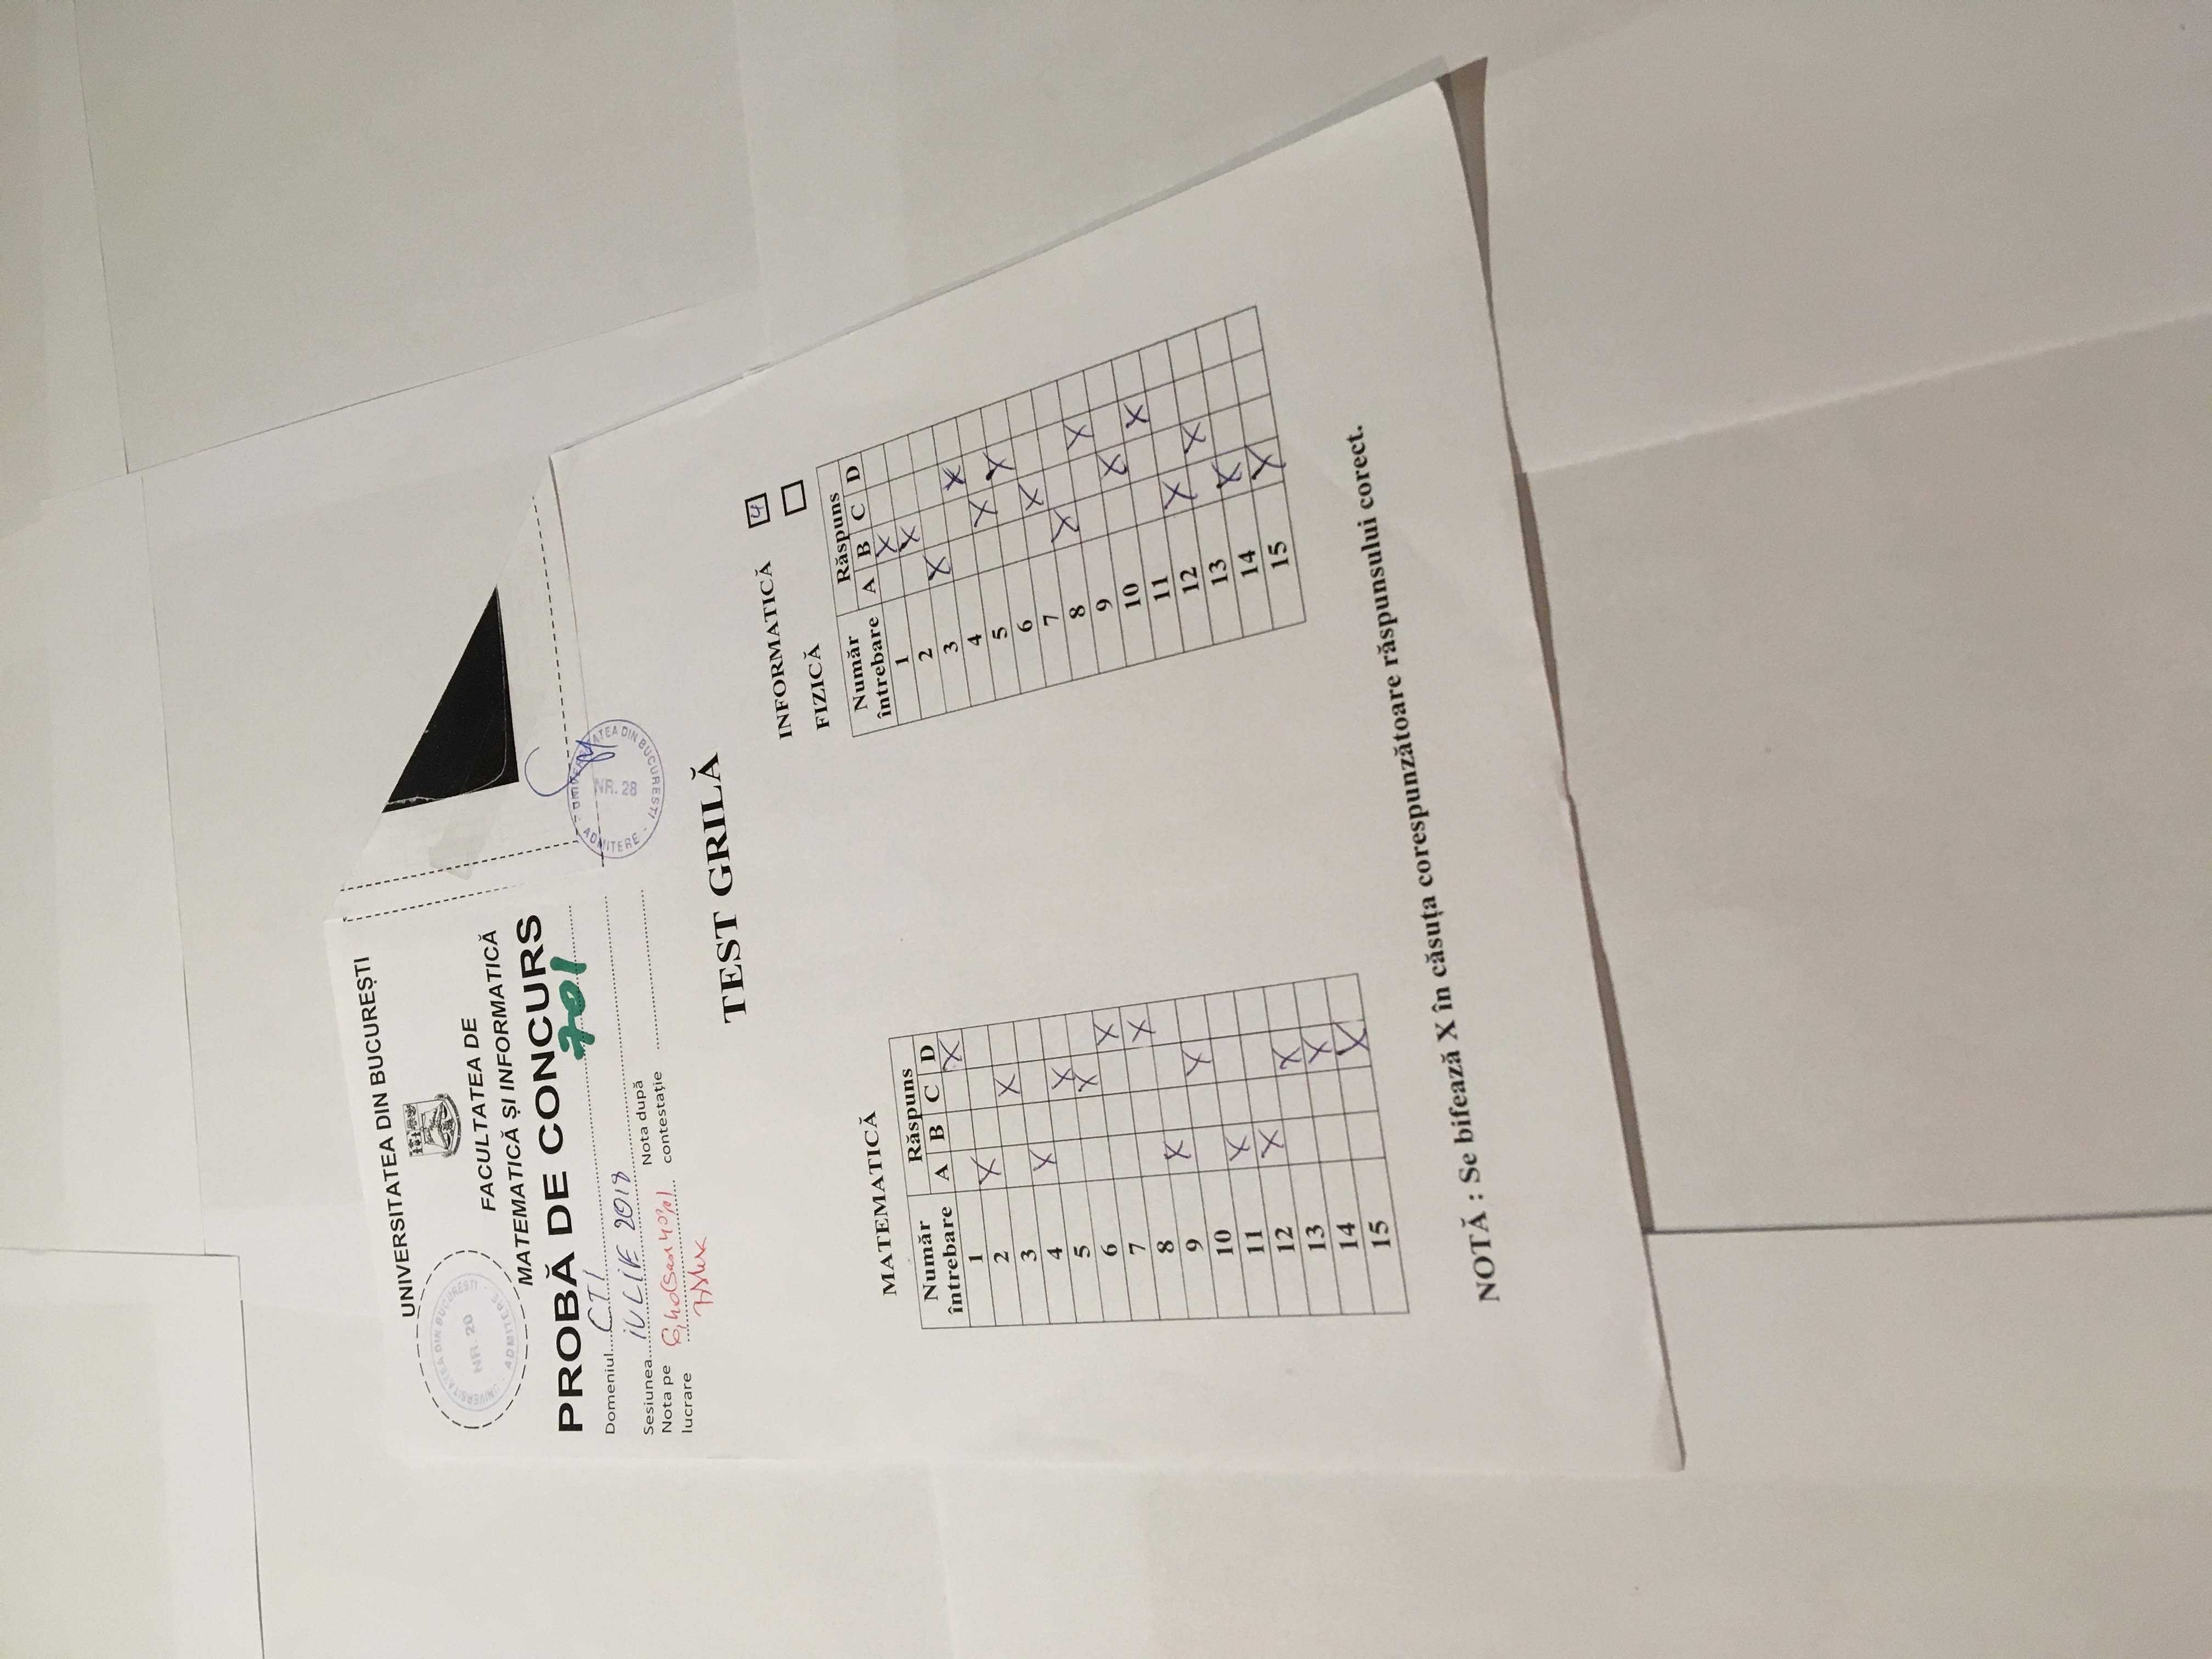 UNIVERSITATEA DIN BUCUREȘTI
UNIVERSITATEA DIN BUCUREȘTI
NR. 20
ADMITERE
FACULTATEA DE
MATEMATICĂ ȘI INFORMATICĂ
PROBĂ DE CONCURS
701
Domeniul CTI
Sesiunea IULIE 2018
Nota pe lucrare 6,40
Nota după contestație
UNIVERSITATEA DIN BUCURESTI
NR. 28
ADMITERE
TEST GRILĂ
MATEMATICĂ
Număr întrebare Răspuns
A B C D
1 X
2 X
3 X
4 X
5 X
6 X
7 X
8 X
9 X
10 X
11 X
12 X
13 X
14 X
15 X
INFORMATICĂ 4
FIZICĂ
Număr întrebare Răspuns
A B C D
1 X
2 X
3 X
4 X
5 X
6 X
7 X
8 X
9 X
10 X
11 X
12 X
13 X
14 X
15 X
NOTĂ : Se bifează X în căsuța corespunzătoare răspunsului corect.